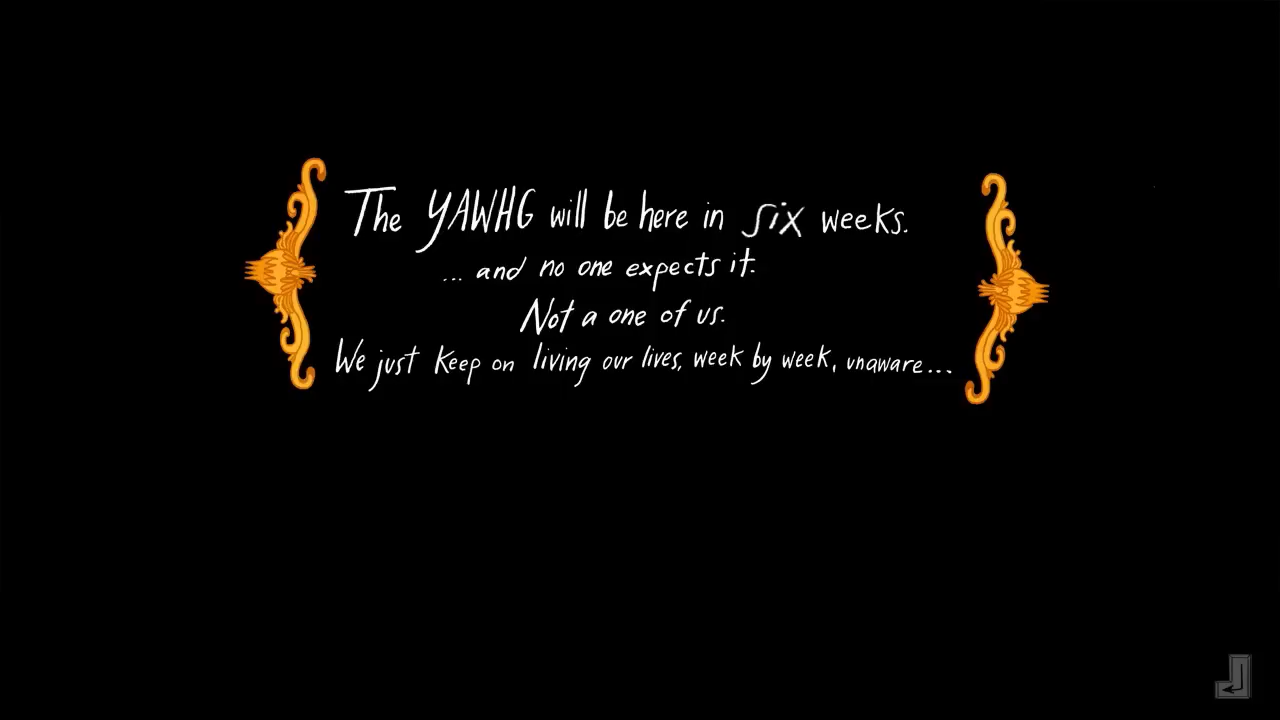 The YAWHG will be here in six weeks.
... and no one expects it.
Not a one of us.
We just keep on living our lives, week by week, unaware...